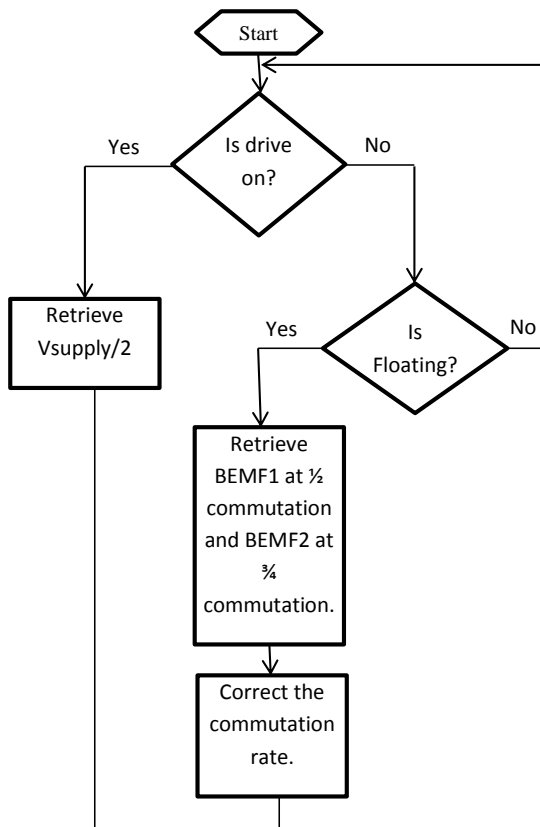 Start
Is drive
on?
Yes
No
Retrieve
Vsupply/2
Is
Floating?
Yes
No
Retrieve
BEMF1 at ½
commutation
and BEMF2 at
¾
commutation.
Correct the
commutation
rate.